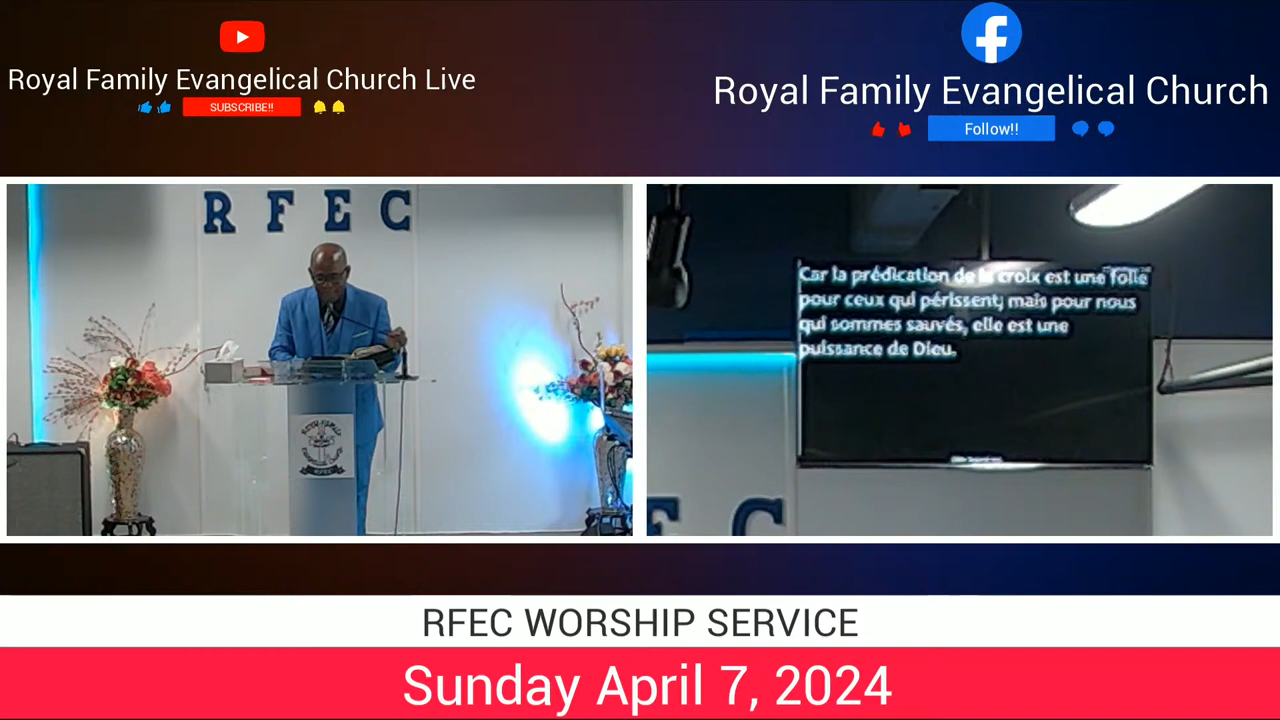 Royal Family Evangelical Church Live
SUBSCRIBE!!
Royal Family Evangelical Church
Follow!!
R F E C
ROYAL FAMILY
Car la prédication de la croix est une folie
pour ceux qui périssent; mais pour nous
qui sommes sauvés, elle est une
puissance de Dieu.
F E C
RFEC WORSHIP SERVICE
Sunday April 7, 2024